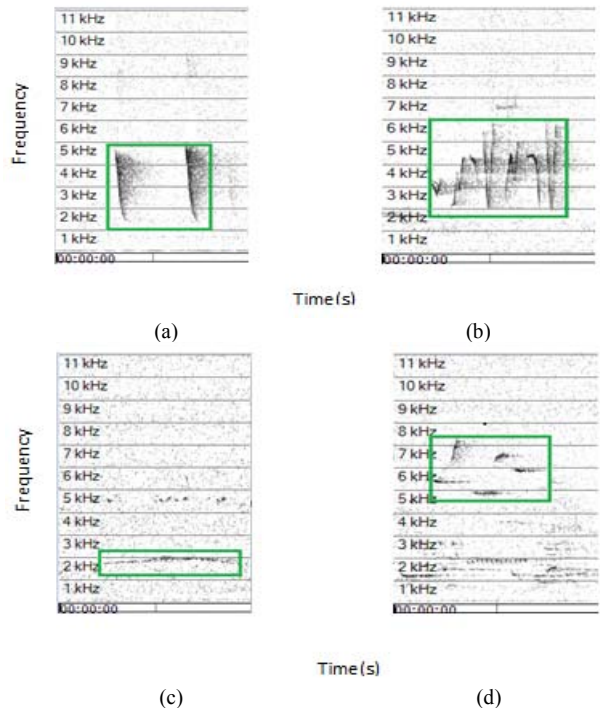 11 kHz
10 kHz
9 kHz
8 kHz
7 kHz
6 kHz
5 kHz
4 kHz
3 kHz
2 kHz
1 kHz
00:00:00
Frequency
11 kHz
10 kHz
9 kHz
8 kHz
7 kHz
6 kHz
5 kHz
4 kHz
3 kHz
2 kHz
1 kHz
00:00:00
Time(s)
(a)
(b)
11 kHz
10 kHz
9 kHz
8 kHz
7 kHz
6 kHz
5 kHz
4 kHz
3 kHz
2 kHz
1 kHz
00:00:00
Frequency
11 kHz
10 kHz
9 kHz
8 kHz
7 kHz
6 kHz
5 kHz
4 kHz
3 kHz
2 kHz
1 kHz
00:00:00
Time(s)
(c)
(d)